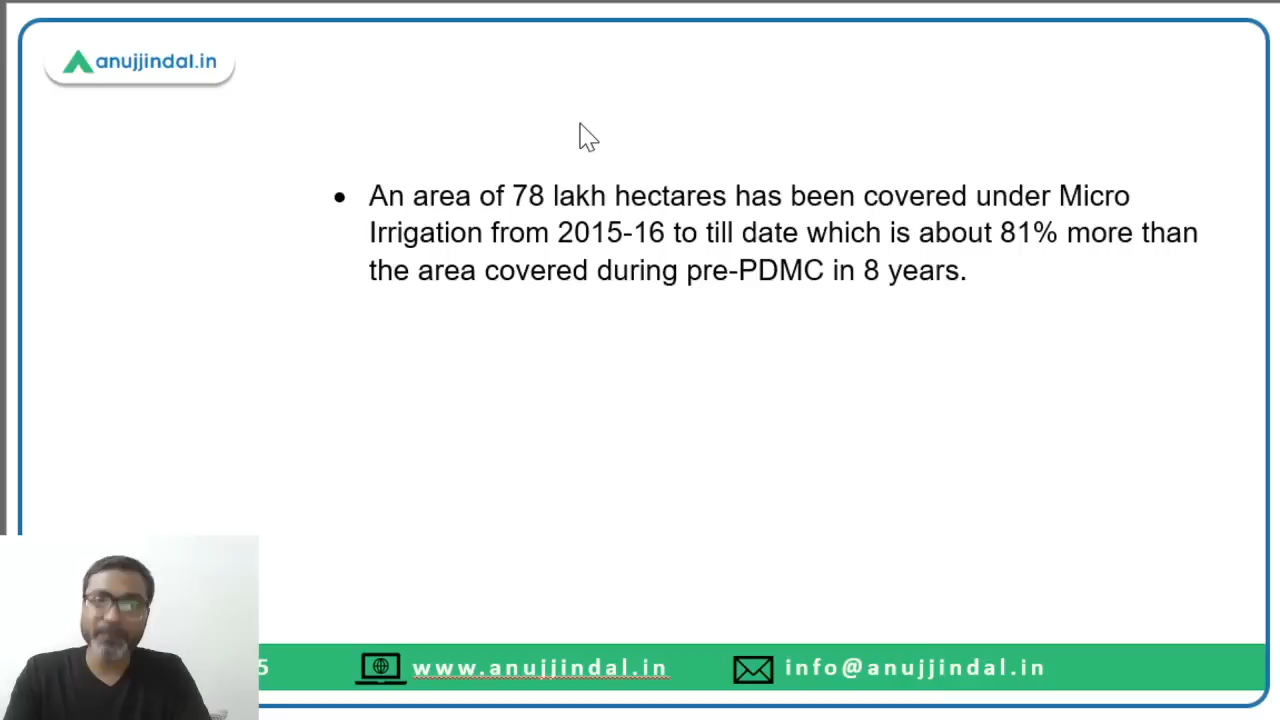 anujjindal.in
• An area of 78 lakh hectares has been covered under Micro
Irrigation from 2015-16 to till date which is about 81% more than
the area covered during pre-PDMC in 8 years.
5
www.anujjindal.in
info@anujjindal.in